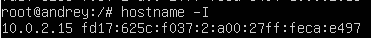 root@andrey:/# hostname -I
10.0.2.15 fd17:625c:f037:2:a00:27ff:feca:e497